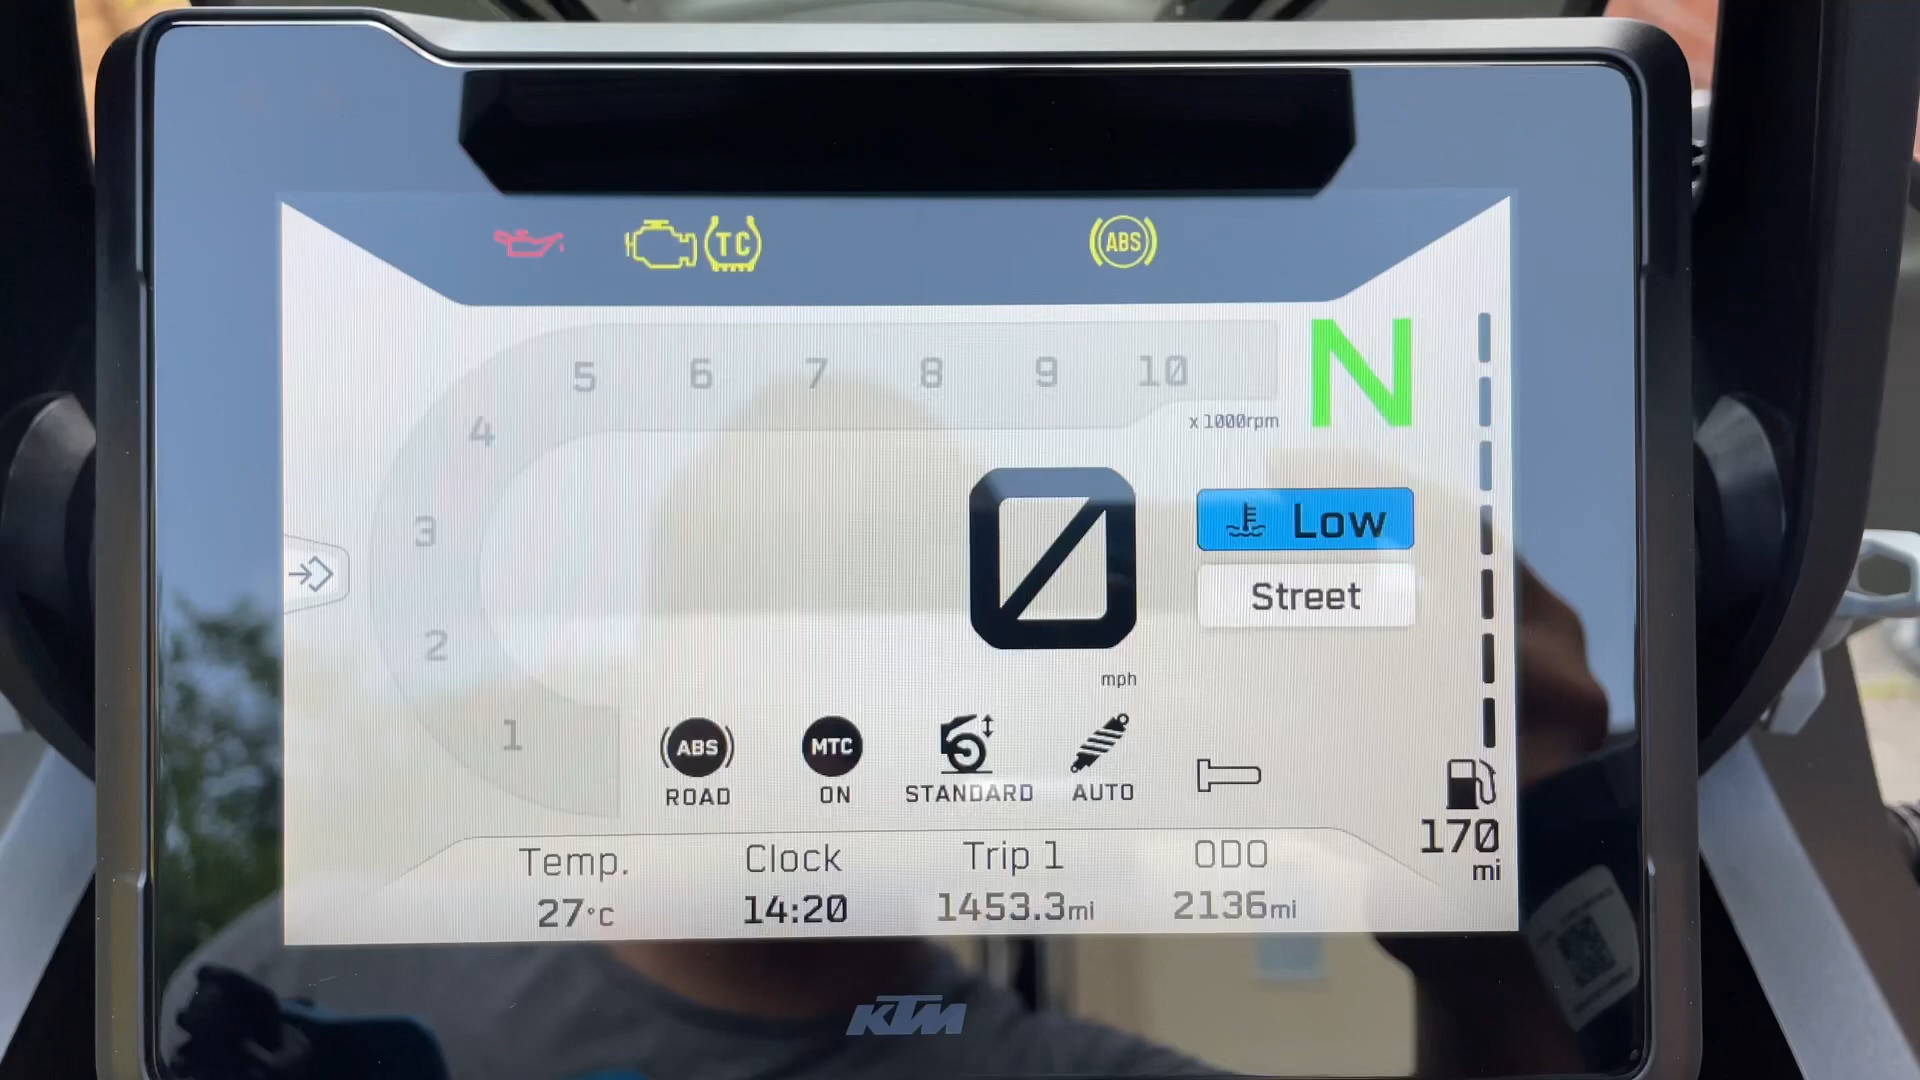 TC
ABS
5 6 7 8 9 10
N
x 1000rpm
4
3
2
1
0
mph
Low
Street
ABS
ROAD
MTC
ON
STANDARD
AUTO
170
mi
Temp. Clock Trip 1 ODO
27°C 14:20 1453.3mi 2136mi
KTM